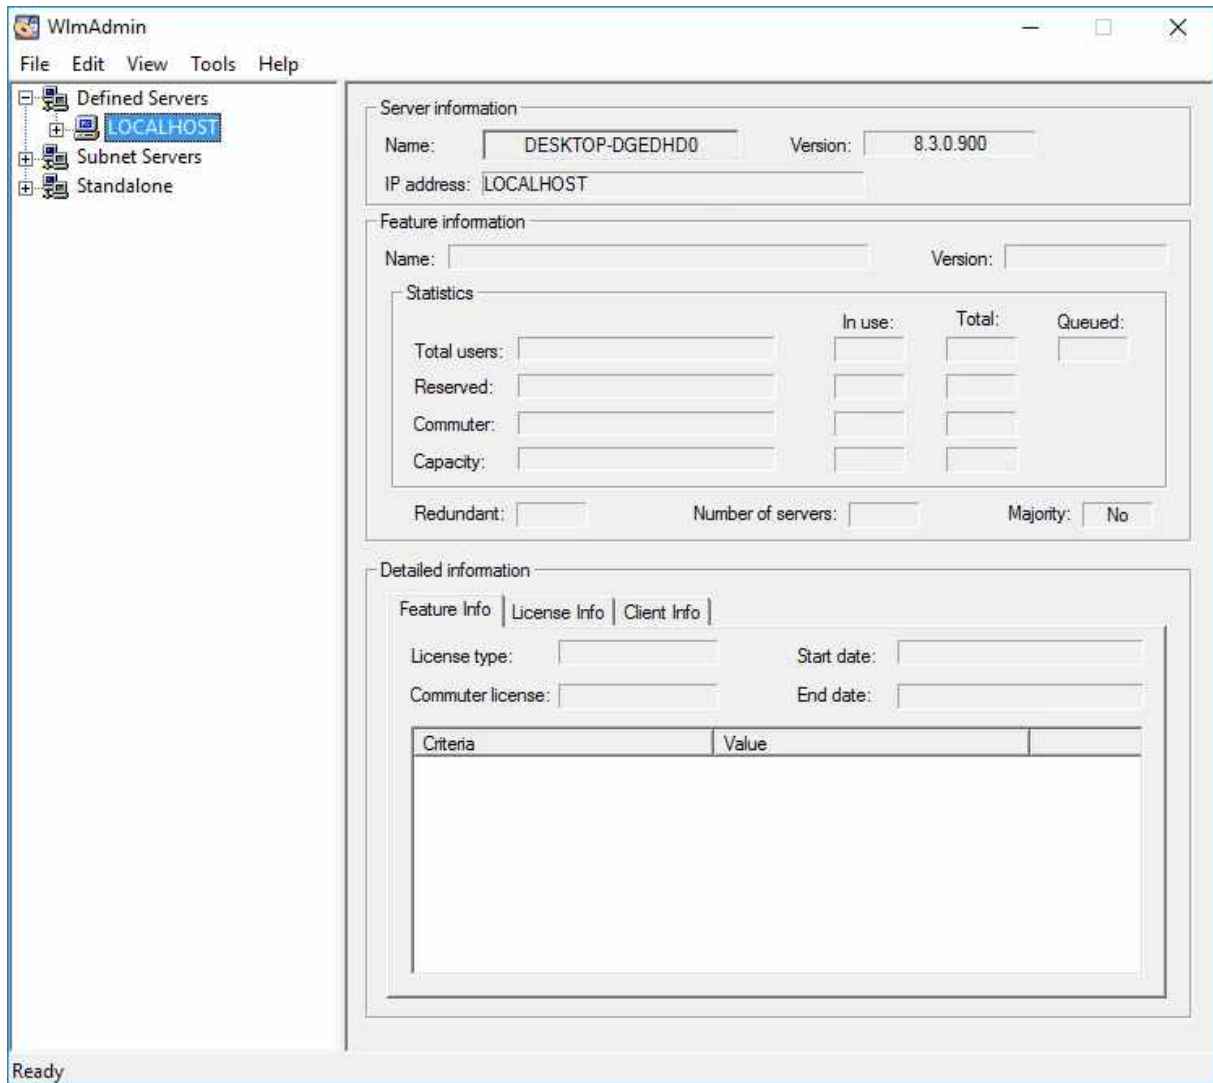 WlmAdmin
File Edit View Tools Help
Defined Servers
LOCALHOST
Subnet Servers
Standalone
Server information
Name: DESKTOP-DGEDHD0 Version: 8.3.0.900
IP address: LOCALHOST
Feature information
Name: Version:
Statistics
In use: Total: Queued:
Total users:
Reserved:
Commuter:
Capacity:
Redundant: Number of servers: Majority: No
Detailed information
Feature Info License Info Client Info
License type: Start date:
Commuter license: End date:
Criteria Value
Ready